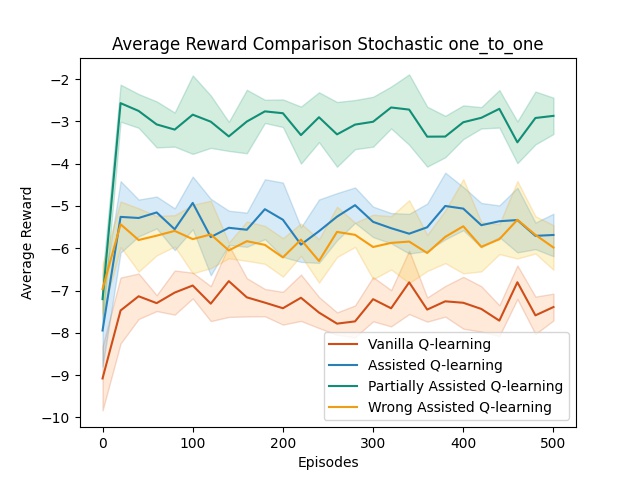 Average Reward Comparison Stochastic one_to_one
Average Reward
−2
−3
−4
−5
−6
−7
−8
−9
−10
0
100
200
300
400
500
Episodes
Vanilla Q-learning
Assisted Q-learning
Partially Assisted Q-learning
Wrong Assisted Q-learning